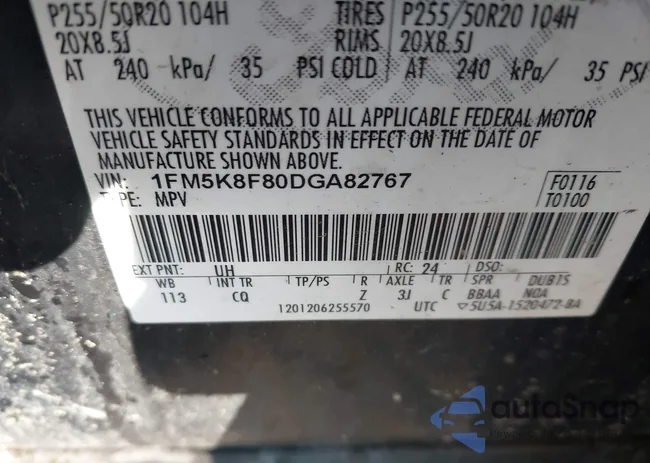 P255/50R20 104H TIRES P255/50R20 104H
20X8.5J RIMS 20X8.5J
AT 240 kPa/ 35 PSI COLD AT 240 kPa/ 35 PSI
THIS VEHICLE CONFORMS TO ALL APPLICABLE FEDERAL MOTOR
VEHICLE SAFETY STANDARDS IN EFFECT ON THE DATE OF
MANUFACTURE SHOWN ABOVE.
VIN: 1FM5K8F80DGA82767 F0116
TYPE: MPV T0100
EXT PNT: UH RC: 24 DSO:
WB INT TR TP/PS R AXLE TR SPR DUB1S
113 CQ Z 3J C BBAA N0A
1201206255570 UTC ▽5U5A-1520472-BA
autoSnap